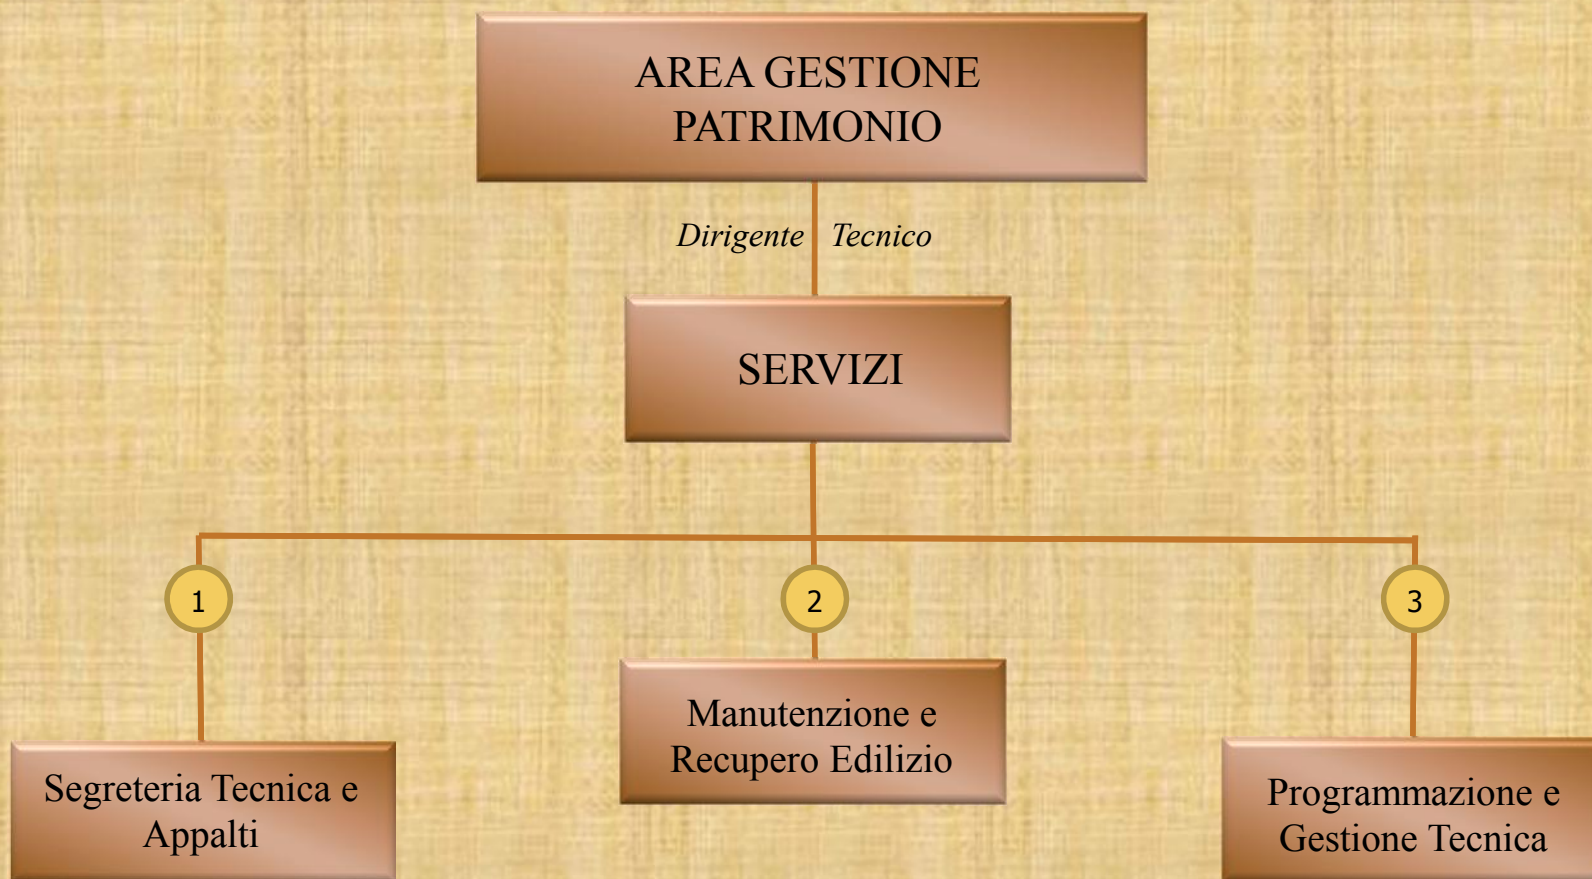 AREA GESTIONE
PATRIMONIO
Dirigente Tecnico
SERVIZI
1
2
3
Segreteria Tecnica e
Appalti
Manutenzione e
Recupero Edilizio
Programmazione e
Gestione Tecnica